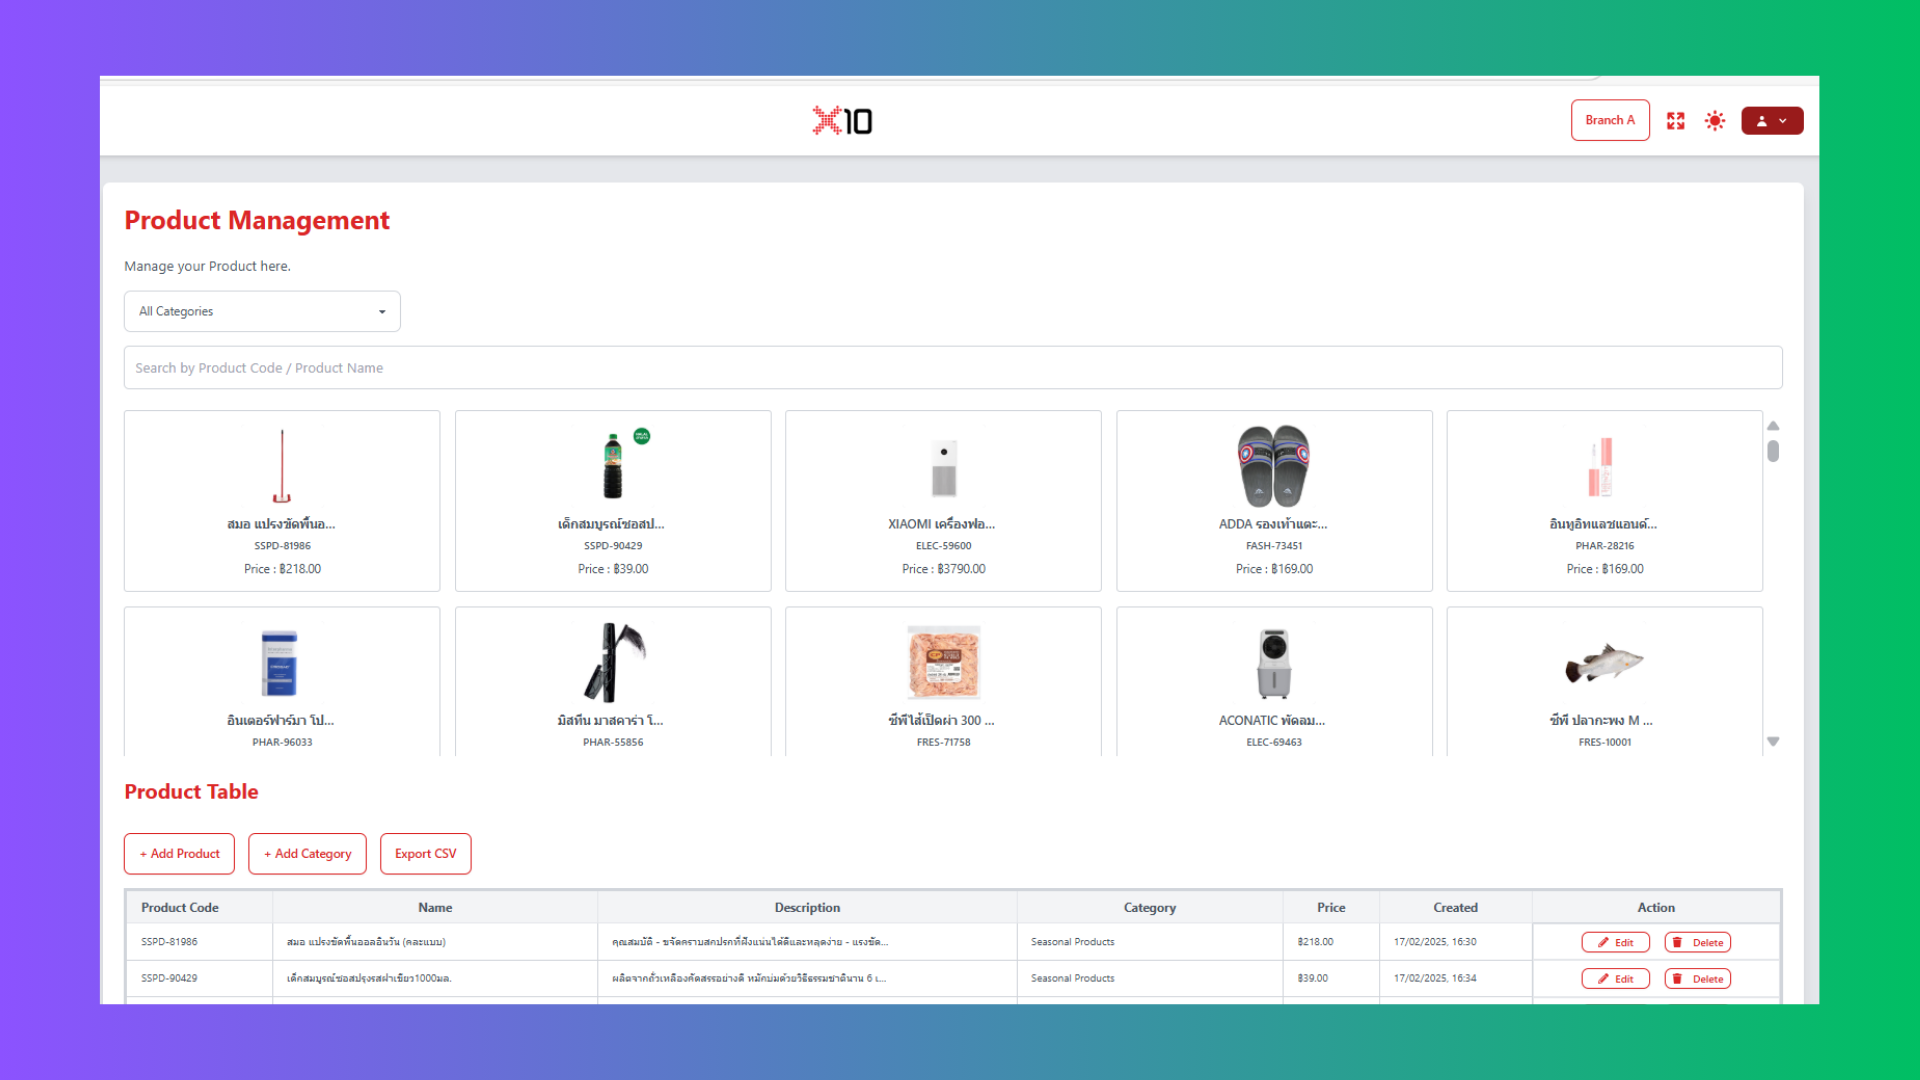 X10
Branch A
Product Management
Manage your Product here.
All Categories
Search by Product Code / Product Name
สมอ แปรงขัดพื้นอ...
SSPD-81986
Price : ฿218.00
เด็กสมบูรณ์ซอสป...
SSPD-90429
Price : ฿39.00
XIAOMI เครื่องฟอ...
ELEC-59600
Price : ฿3790.00
ADDA รองเท้าแตะ...
FASH-73451
Price : ฿169.00
อินทูอิทแลชแอนด์...
PHAR-28216
Price : ฿169.00
อินเตอร์ฟาร์มา โป...
PHAR-96033
มิสทีน มาสคาร่า โ...
PHAR-55856
ซีพีไส้เป็ดผ่า 300 ...
FRES-71758
ACONATIC พัดลม...
ELEC-69463
ซีพี ปลากะพง M ...
FRES-10001
Product Table
+ Add Product
+ Add Category
Export CSV
Product Code Name Description Category Price Created Action
SSPD-81986 สมอ แปรงขัดพื้นออลอินวัน (คละแบบ) คุณสมบัติ - ขจัดคราบสกปรกที่ฝังแน่นได้ดีและหลุดง่าย - แรงขัด... Seasonal Products ฿218.00 17/02/2025, 16:30 Edit Delete
SSPD-90429 เด็กสมบูรณ์ซอสปรุงรสฝาเขียว1000มล. ผลิตจากถั่วเหลืองคัดสรรอย่างดี หมักบ่มด้วยวิธีธรรมชาตินาน 6 เ... Seasonal Products ฿39.00 17/02/2025, 16:34 Edit Delete